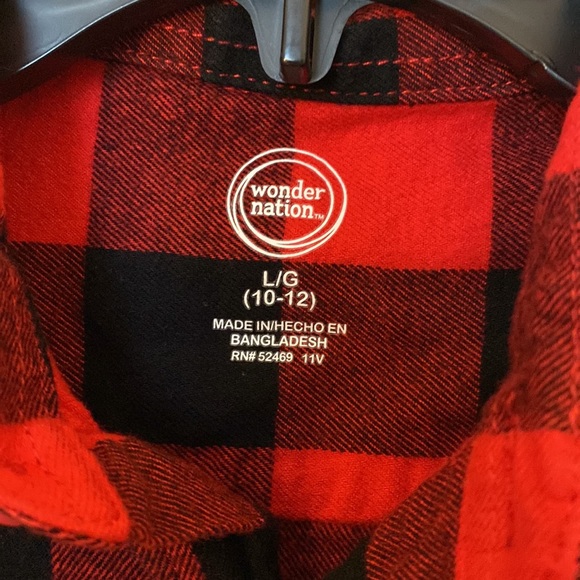 wonder
nation™
L/G
(10-12)
MADE IN/HECHO EN
BANGLADESH
RN# 52469 11V